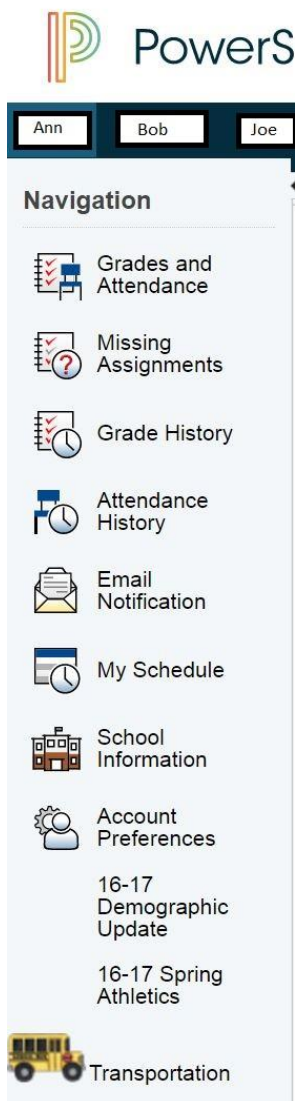 PowerS
Ann Bob Joe
Navigation
Grades and
Attendance
Missing
Assignments
Grade History
Attendance
History
Email
Notification
My Schedule
School
Information
Account
Preferences
16-17
Demographic
Update
16-17 Spring
Athletics
Transportation